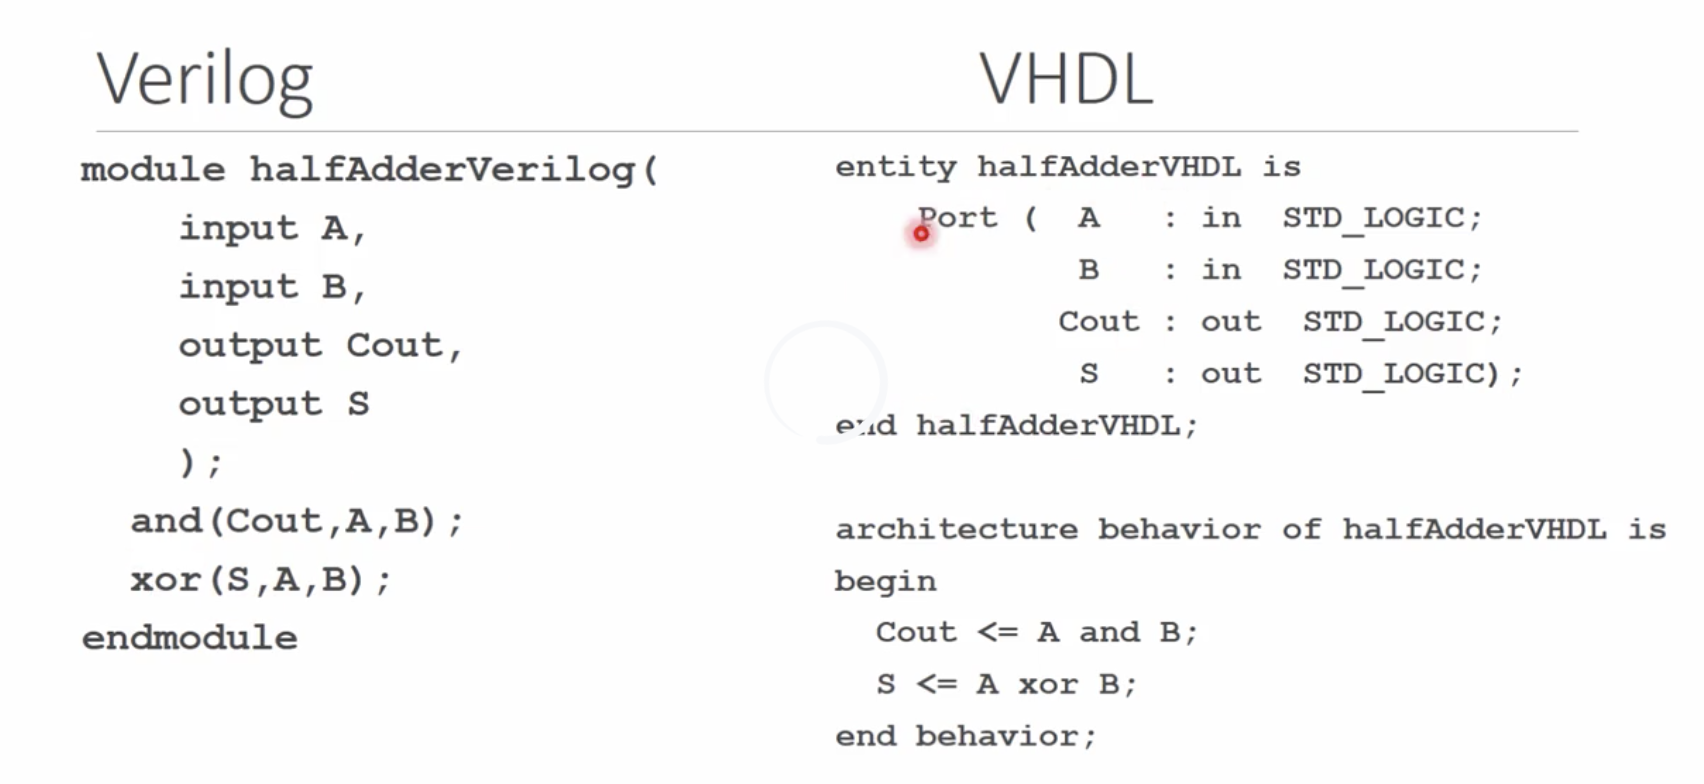 Verilog
module halfAdderVerilog(
input A,
input B,
output Cout,
output S
);
and(Cout,A,B);
xor(S,A,B);
endmodule
VHDL
entity halfAdderVHDL is
Port ( A : in STD_LOGIC;
B : in STD_LOGIC;
Cout : out STD_LOGIC;
S : out STD_LOGIC);
end halfAdderVHDL;
architecture behavior of halfAdderVHDL is
begin
Cout <= A and B;
S <= A xor B;
end behavior;